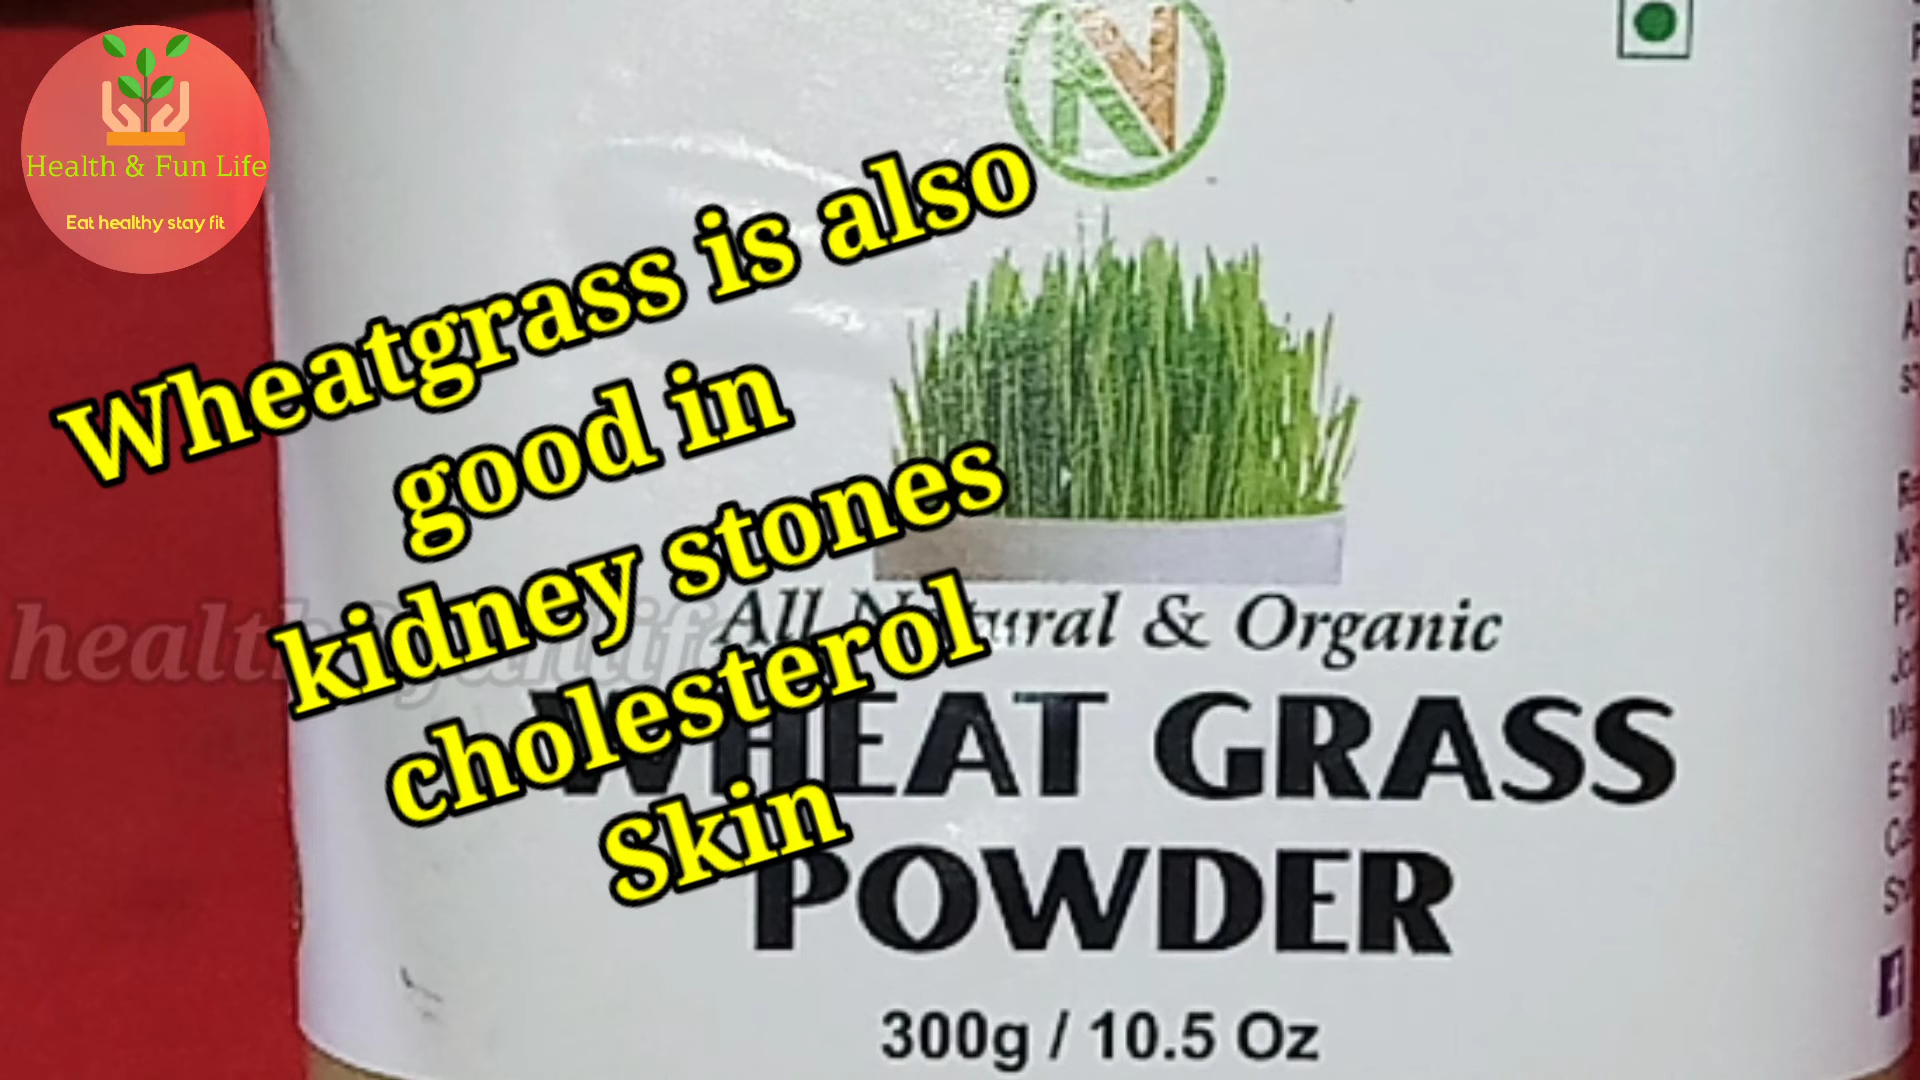 Health & Fun Life
Eat healthy stay fit
Wheatgrass is also
good in
kidney stones
cholesterol
Skin
All Natural & Organic
WHEAT GRASS
POWDER
300g / 10.5 Oz